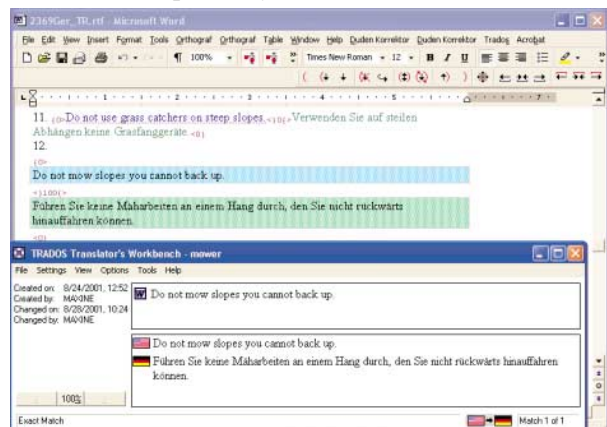 2369Ger_TR.rtf - Microsoft Word
File Edit View Insert Format Tools Orthograf Orthograf Table Window Help Duden Korrektor Duden Korrektor Trados Acrobat
100% Times New Roman 12 B I U
1 2 3 4 5 6 7
11. {0>Do not use grass catchers on steep slopes.<}0{>Verwenden Sie auf steilen
Abhängen keine Grasfanggeräte.<0}
12.
{0>
Do not mow slopes you cannot back up.
<}100{>
Führen Sie keine Mäharbeiten an einem Hang durch, den Sie nicht rückwärts
hinauffahren können.
<0}
TRADOS Translator's Workbench - mower
File Settings View Options Tools Help
Created on: 8/24/2001, 12:52
Created by: MAXINE
Changed on: 8/28/2001, 10:24
Changed by: MAXINE
Do not mow slopes you cannot back up.
Do not mow slopes you cannot back up.
Führen Sie keine Mäharbeiten an einem Hang durch, den Sie nicht rückwärts hinauffahren
können.
100%
Exact Match
Match 1 of 1